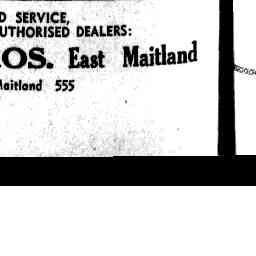 D SERVICE,
UTHORISED DEALERS:
OS. East Maitland
Maitland 555